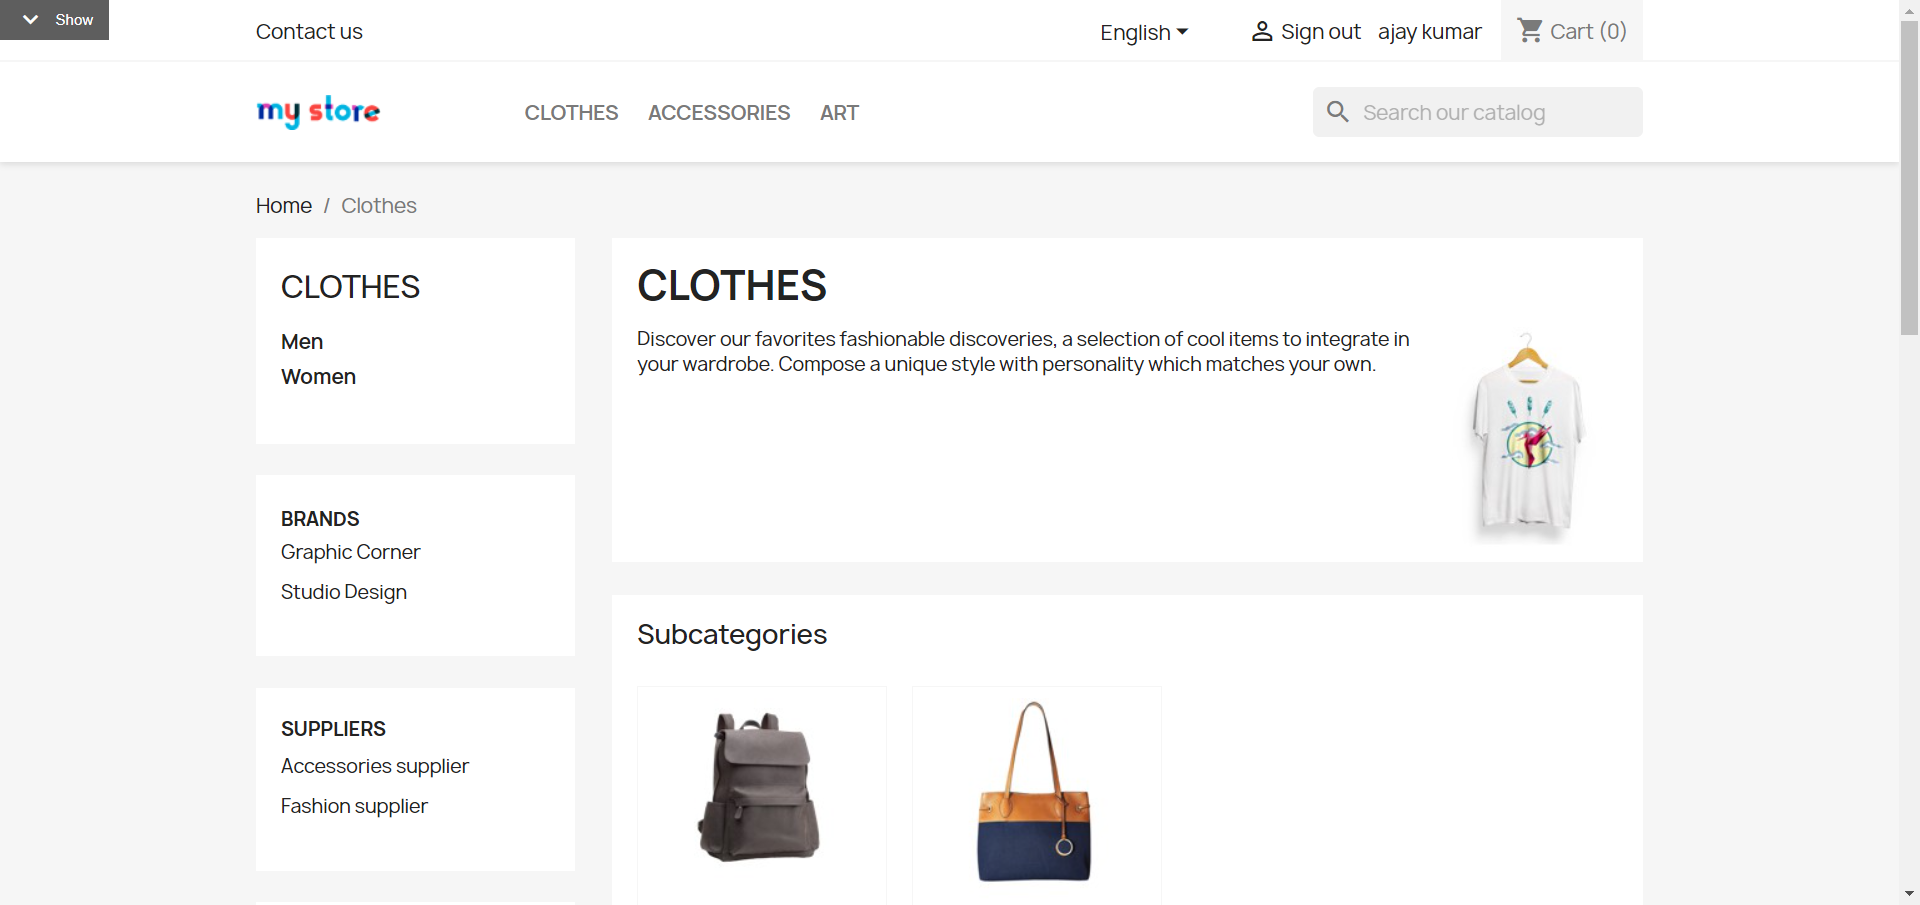 Show
Contact us
English
Sign out ajay kumar
Cart (0)
my store
CLOTHES ACCESSORIES ART
Search our catalog
Home / Clothes
CLOTHES
Men
Women
BRANDS
Graphic Corner
Studio Design
SUPPLIERS
Accessories supplier
Fashion supplier
CLOTHES
Discover our favorites fashionable discoveries, a selection of cool items to integrate in
your wardrobe. Compose a unique style with personality which matches your own.
Subcategories